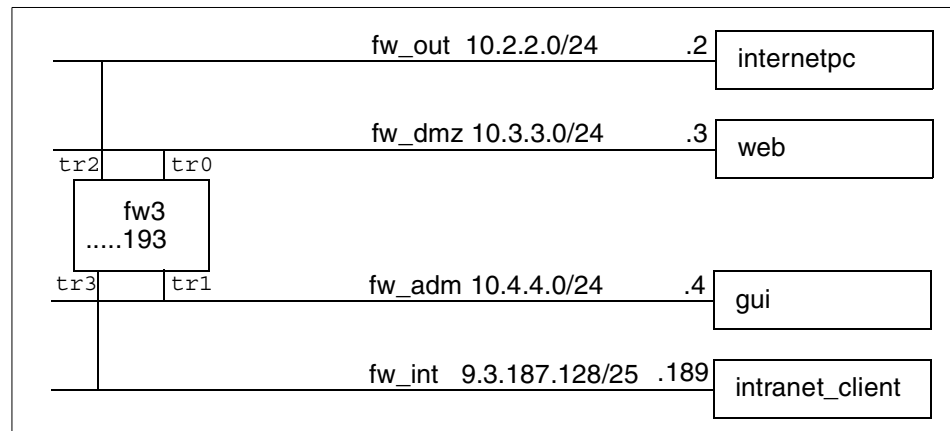 fw_out 10.2.2.0/24 .2
internetpc
fw_dmz 10.3.3.0/24 .3
web
tr2 tr0
fw3
.....193
tr3 tr1
fw_adm 10.4.4.0/24 .4
gui
fw_int 9.3.187.128/25 .189
intranet_client